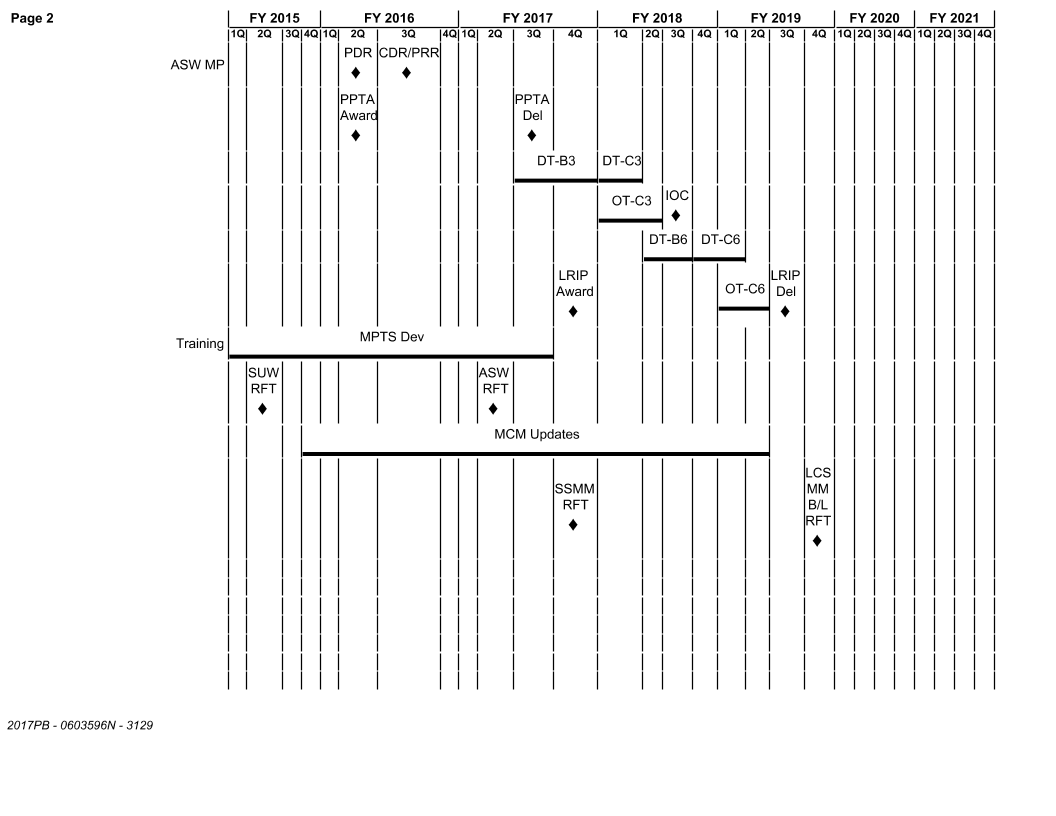 Page 2
FY 2015 FY 2016 FY 2017 FY 2018 FY 2019 FY 2020 FY 2021
1Q 2Q 3Q 4Q 1Q 2Q 3Q 4Q 1Q 2Q 3Q 4Q 1Q 2Q 3Q 4Q 1Q 2Q 3Q 4Q 1Q 2Q 3Q 4Q 1Q 2Q 3Q 4Q
ASW MP
PDR CDR/PRR
PPTA
Award
PPTA
Del
DT-B3 DT-C3
OT-C3 IOC
DT-B6 DT-C6
LRIP
Award
OT-C6
LRIP
Del
Training
MPTS Dev
SUW
RFT
ASW
RFT
MCM Updates
SSMM
RFT
LCS
MM
B/L
RFT
2017PB - 0603596N - 3129